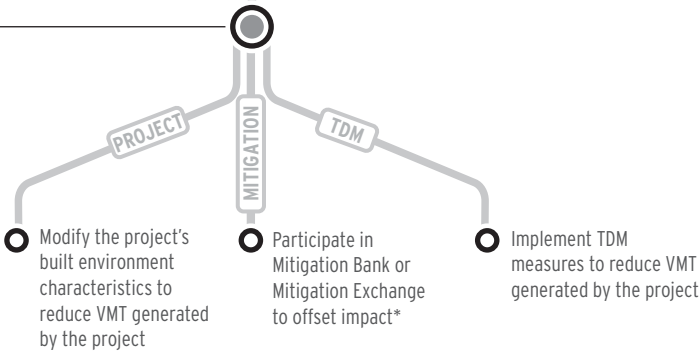 PROJECT
MITIGATION
TDM
Modify the project's
built environment
characteristics to
reduce VMT generated
by the project
Participate in
Mitigation Bank or
Mitigation Exchange
to offset impact*
Implement TDM
measures to reduce VMT
generated by the project